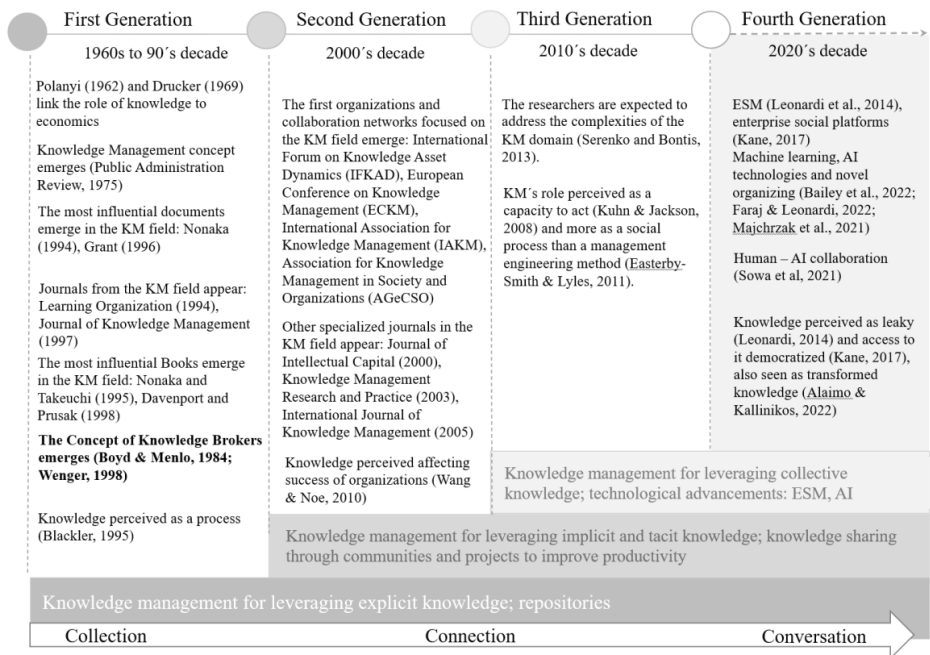 First Generation
1960s to 90´s decade
Polanyi (1962) and Drucker (1969)
link the role of knowledge to
economics
Knowledge Management concept
emerges (Public Administration
Review, 1975)
The most influential documents
emerge in the KM field: Nonaka
(1994), Grant (1996)
Journals from the KM field appear:
Learning Organization (1994),
Journal of Knowledge Management
(1997)
The most influential Books emerge
in the KM field: Nonaka and
Takeuchi (1995), Davenport and
Prusak (1998)
The Concept of Knowledge Brokers
emerges (Boyd & Menlo, 1984;
Wenger, 1998)
Knowledge perceived as a process
(Blackler, 1995)
Second Generation
2000´s decade
The first organizations and
collaboration networks focused on
the KM field emerge: International
Forum on Knowledge Asset
Dynamics (IFKAD), European
Conference on Knowledge
Management (ECKM),
International Association for
Knowledge Management (IAKM),
Association for Knowledge
Management in Society and
Organizations (AGeCSO)
Other specialized journals in the
KM field appear: Journal of
Intellectual Capital (2000),
Knowledge Management
Research and Practice (2003),
International Journal of
Knowledge Management (2005)
Knowledge perceived affecting
success of organizations (Wang
& Noe, 2010)
Third Generation
2010´s decade
The researchers are expected to
address the complexities of the
KM domain (Serenko and Bontis,
2013).
KM´s role perceived as a
capacity to act (Kuhn & Jackson,
2008) and more as a social
process than a management
engineering method (Easterby-
Smith & Lyles, 2011).
Fourth Generation
2020´s decade
ESM (Leonardi et al., 2014),
enterprise social platforms
(Kane, 2017)
Machine learning, AI
technologies and novel
organizing (Bailey et al., 2022;
Faraj & Leonardi, 2022;
Majchrzak et al., 2021)
Human – AI collaboration
(Sowa et al, 2021)
Knowledge perceived as leaky
(Leonardi, 2014) and access to
it democratized (Kane, 2017),
also seen as transformed
knowledge (Alaimo &
Kallinikos, 2022)
Knowledge management for leveraging collective
knowledge; technological advancements: ESM, AI
Knowledge management for leveraging implicit and tacit knowledge; knowledge sharing
through communities and projects to improve productivity
Knowledge management for leveraging explicit knowledge; repositories
Collection
Connection
Conversation